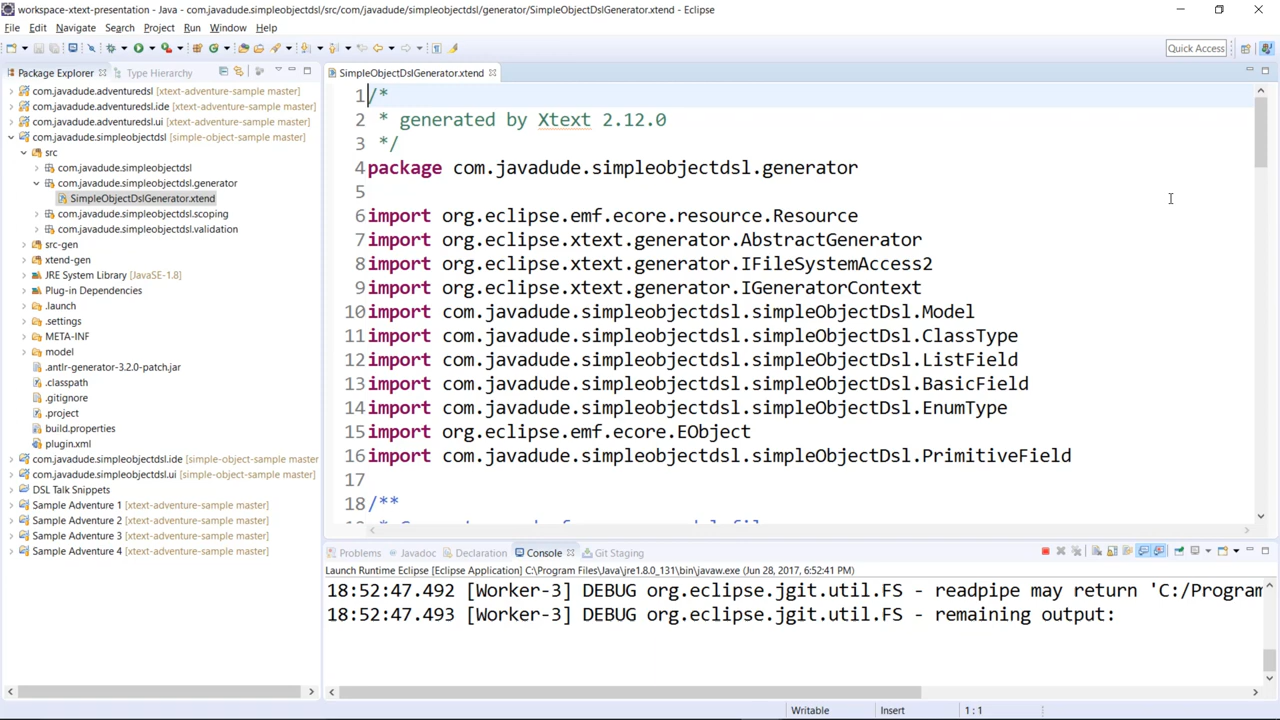 workspace-xtext-presentation - Java - com.javadude.simpleobjectdsl/src/com/javadude/simpleobjectdsl/generator/SimpleObjectDslGenerator.xtend - Eclipse
File Edit Navigate Search Project Run Window Help
Quick Access
Package Explorer Type Hierarchy
com.javadude.adventuredsl [xtext-adventure-sample master]
com.javadude.adventuredsl.ide [xtext-adventure-sample master]
com.javadude.adventuredsl.ui [xtext-adventure-sample master]
com.javadude.simpleobjectdsl [simple-object-sample master]
src
com.javadude.simpleobjectdsl
com.javadude.simpleobjectdsl.generator
SimpleObjectDslGenerator.xtend
com.javadude.simpleobjectdsl.scoping
com.javadude.simpleobjectdsl.validation
src-gen
xtend-gen
JRE System Library [JavaSE-1.8]
Plug-in Dependencies
.launch
.settings
META-INF
model
.antlr-generator-3.2.0-patch.jar
.classpath
.gitignore
.project
build.properties
plugin.xml
com.javadude.simpleobjectdsl.ide [simple-object-sample master]
com.javadude.simpleobjectdsl.ui [simple-object-sample master]
DSL Talk Snippets
Sample Adventure 1 [xtext-adventure-sample master]
Sample Adventure 2 [xtext-adventure-sample master]
Sample Adventure 3 [xtext-adventure-sample master]
Sample Adventure 4 [xtext-adventure-sample master]
SimpleObjectDslGenerator.xtend
1 /*
2 * generated by Xtext 2.12.0
3 */
4 package com.javadude.simpleobjectdsl.generator
5
6 import org.eclipse.emf.ecore.resource.Resource
7 import org.eclipse.xtext.generator.AbstractGenerator
8 import org.eclipse.xtext.generator.IFileSystemAccess2
9 import org.eclipse.xtext.generator.IGeneratorContext
10 import com.javadude.simpleobjectdsl.simpleObjectDsl.Model
11 import com.javadude.simpleobjectdsl.simpleObjectDsl.ClassType
12 import com.javadude.simpleobjectdsl.simpleObjectDsl.ListField
13 import com.javadude.simpleobjectdsl.simpleObjectDsl.BasicField
14 import com.javadude.simpleobjectdsl.simpleObjectDsl.EnumType
15 import org.eclipse.emf.ecore.EObject
16 import com.javadude.simpleobjectdsl.simpleObjectDsl.PrimitiveField
17
18 /**
Problems Javadoc Declaration Console Git Staging
Launch Runtime Eclipse [Eclipse Application] C:\Program Files\Java\jre1.8.0_131\bin\javaw.exe (Jun 28, 2017, 6:52:41 PM)
18:52:47.492 [Worker-3] DEBUG org.eclipse.jgit.util.FS - readpipe may return 'C:/Program
18:52:47.493 [Worker-3] DEBUG org.eclipse.jgit.util.FS - remaining output:
Writable Insert 1 : 1